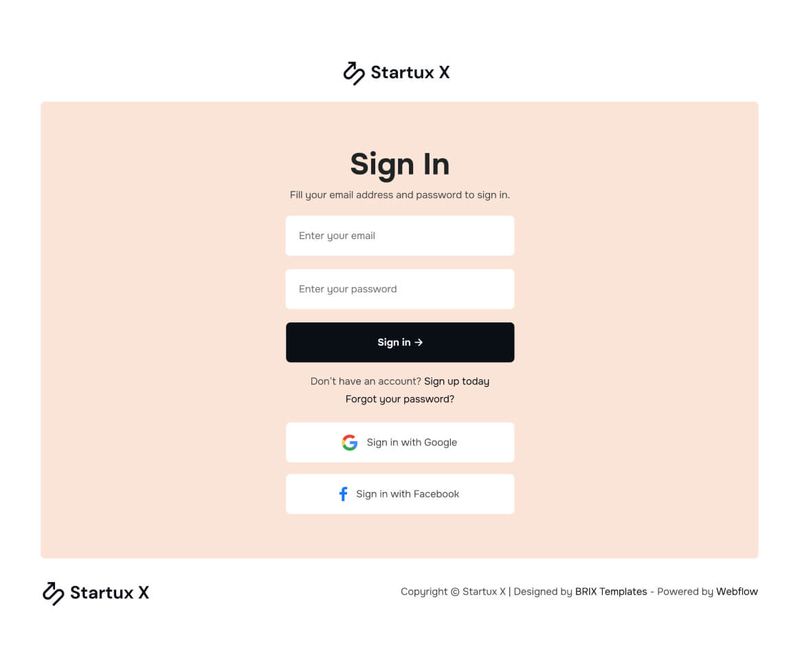 Startux X
Sign In
Fill your email address and password to sign in.
Enter your email
Enter your password
Sign in →
Don't have an account? Sign up today
Forgot your password?
Sign in with Google
Sign in with Facebook
Startux X
Copyright © Startux X | Designed by BRIX Templates - Powered by Webflow